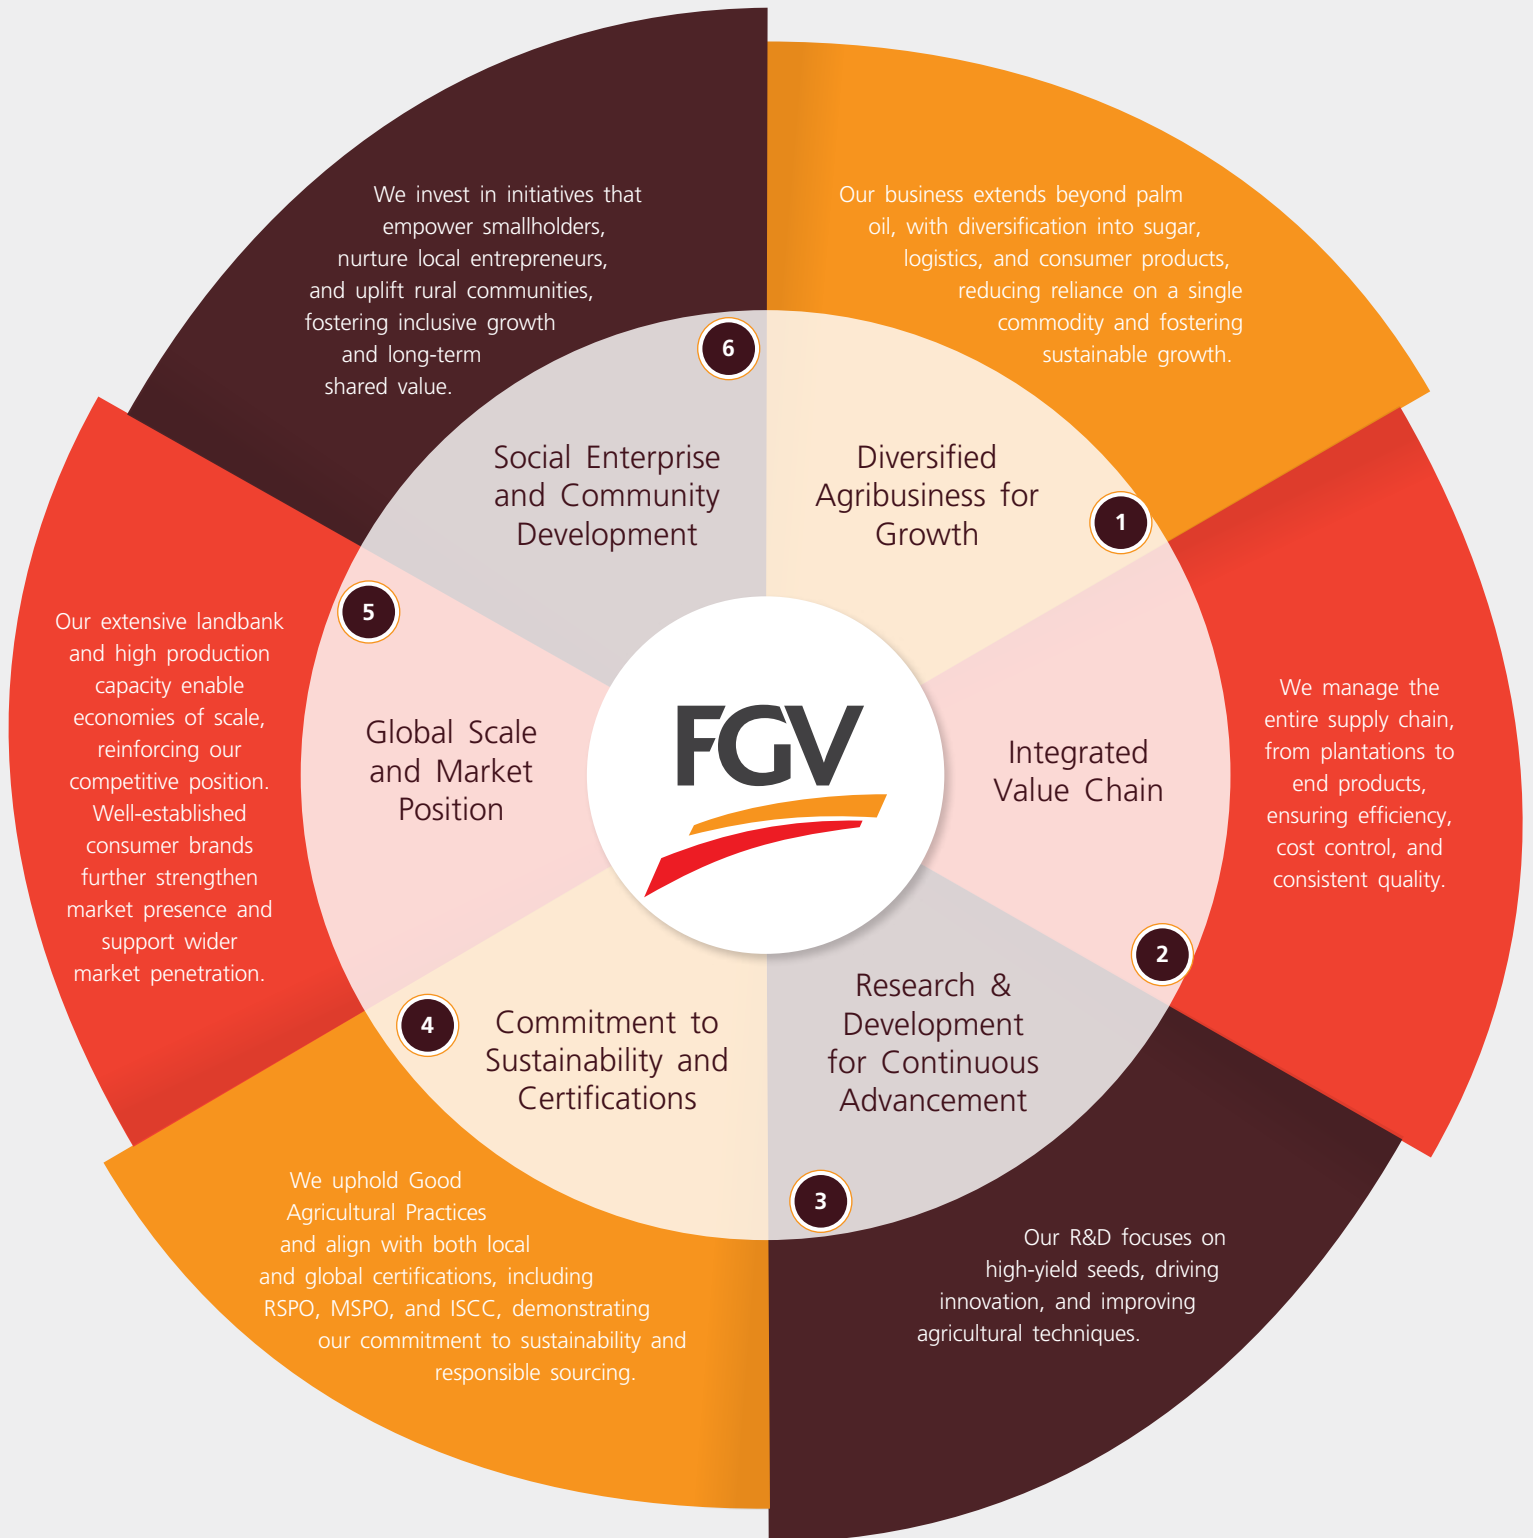 FGV
1
Diversified
Agribusiness for
Growth
Our business extends beyond palm
oil, with diversification into sugar,
logistics, and consumer products,
reducing reliance on a single
commodity and fostering
sustainable growth.
2
Integrated
Value Chain
We manage the
entire supply chain,
from plantations to
end products,
ensuring efficiency,
cost control, and
consistent quality.
3
Research &
Development
for Continuous
Advancement
Our R&D focuses on
high-yield seeds, driving
innovation, and improving
agricultural techniques.
4
Commitment to
Sustainability and
Certifications
We uphold Good
Agricultural Practices
and align with both local
and global certifications, including
RSPO, MSPO, and ISCC, demonstrating
our commitment to sustainability and
responsible sourcing.
5
Global Scale
and Market
Position
Our extensive landbank
and high production
capacity enable
economies of scale,
reinforcing our
competitive position.
Well-established
consumer brands
further strengthen
market presence and
support wider
market penetration.
6
Social Enterprise
and Community
Development
We invest in initiatives that
empower smallholders,
nurture local entrepreneurs,
and uplift rural communities,
fostering inclusive growth
and long-term
shared value.